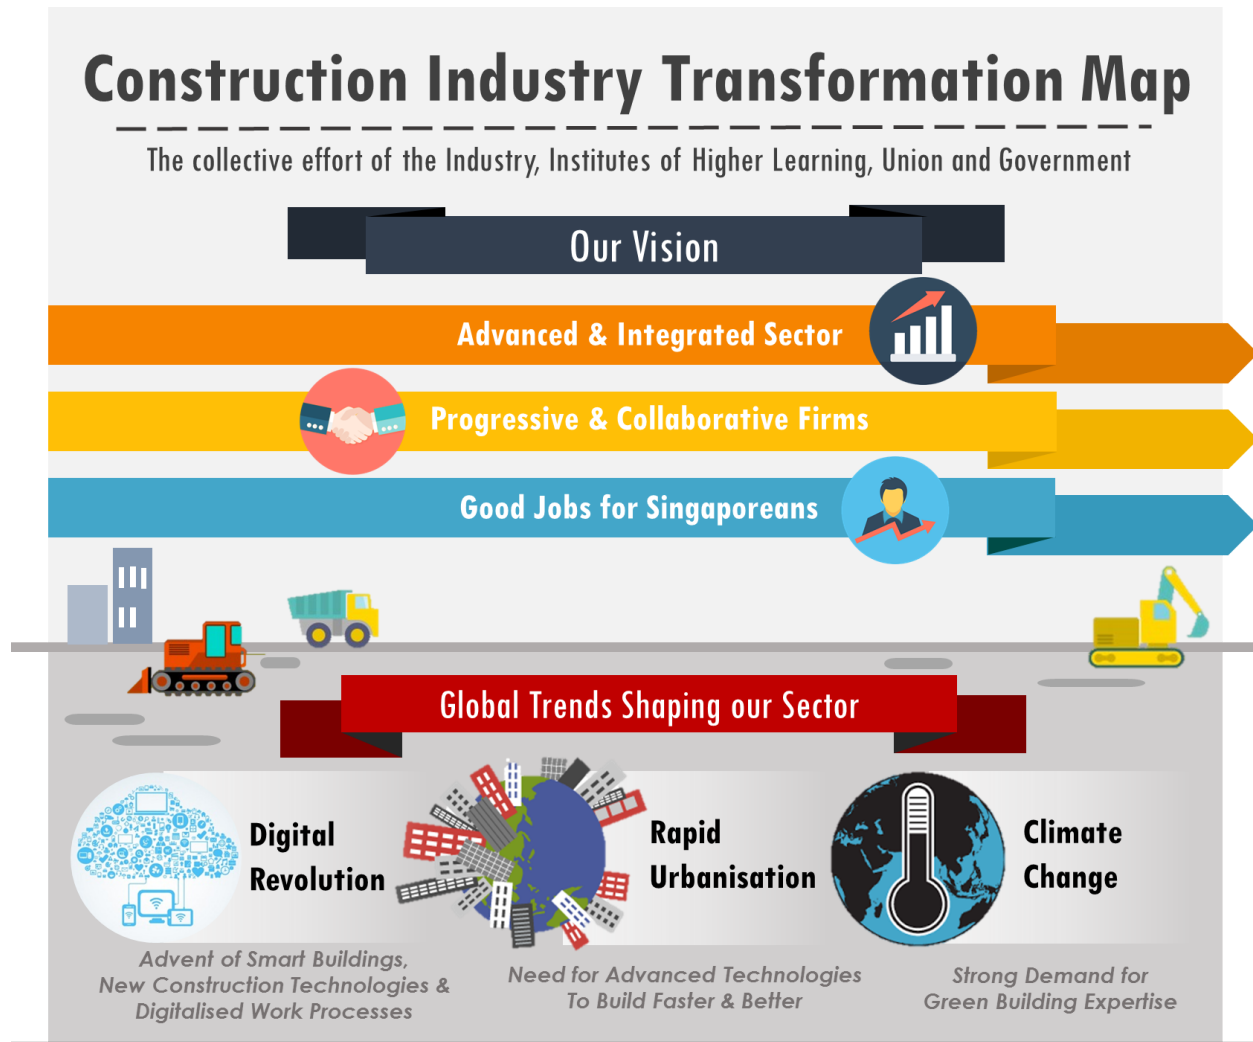 Construction Industry Transformation Map
The collective effort of the Industry, Institutes of Higher Learning, Union and Government
Our Vision
Advanced & Integrated Sector
Progressive & Collaborative Firms
Good Jobs for Singaporeans
Global Trends Shaping our Sector
Digital
Revolution
Advent of Smart Buildings,
New Construction Technologies &
Digitalised Work Processes
Rapid
Urbanisation
Need for Advanced Technologies
To Build Faster & Better
Climate
Change
Strong Demand for
Green Building Expertise